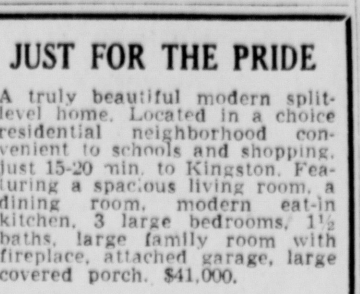 JUST FOR THE PRIDE
A truly beautiful modern split-
level home. Located in a choice
residential neighborhood con-
venient to schools and shopping,
just 15-20 min. to Kingston. Fea-
turing a spacious living room, a
dining room, modern eat-in
kitchen, 3 large bedrooms, 1½
baths, large family room with
fireplace, attached garage, large
covered porch. $41,000.